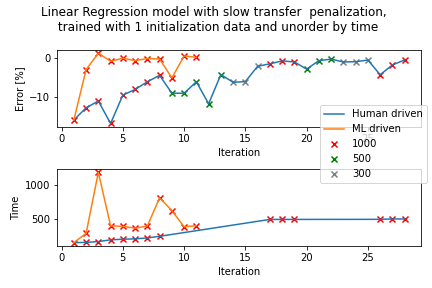 Linear Regression model with slow transfer  penalization,
trained with 1 initialization data and unorder by time
Error [%]
0
−10
0
5
10
15
20
25
Iteration
Human driven
ML driven
1000
500
300
Time
1000
500
0
5
10
15
20
25
Iteration